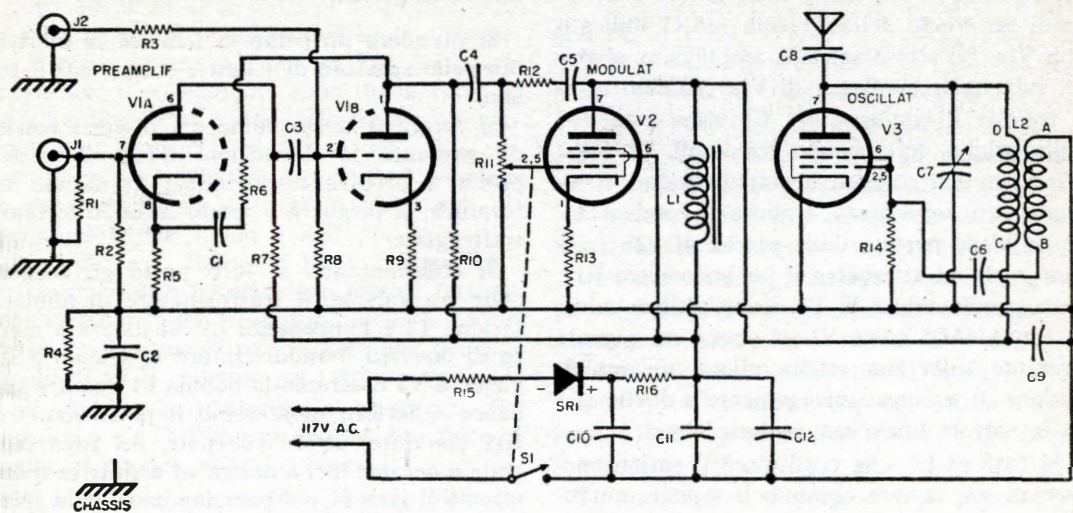 J2
R3
PREAMPLIF
V1A
6
7
8
J1
R1
R2
R4
C2
R5
C1
R6
R7
C3
R8
2
V1B
1
3
R9
R10
C4
R12
C5
MODULAT
7
V2
R11
2,5
6
1
R13
L1
C8
OSCILLAT
7
V3
6
2,5
R14
C7
C6
D
L2
A
C
B
C9
R15
SR1
R16
C10
C11
C12
117V A.C.
S1
CHASSIS